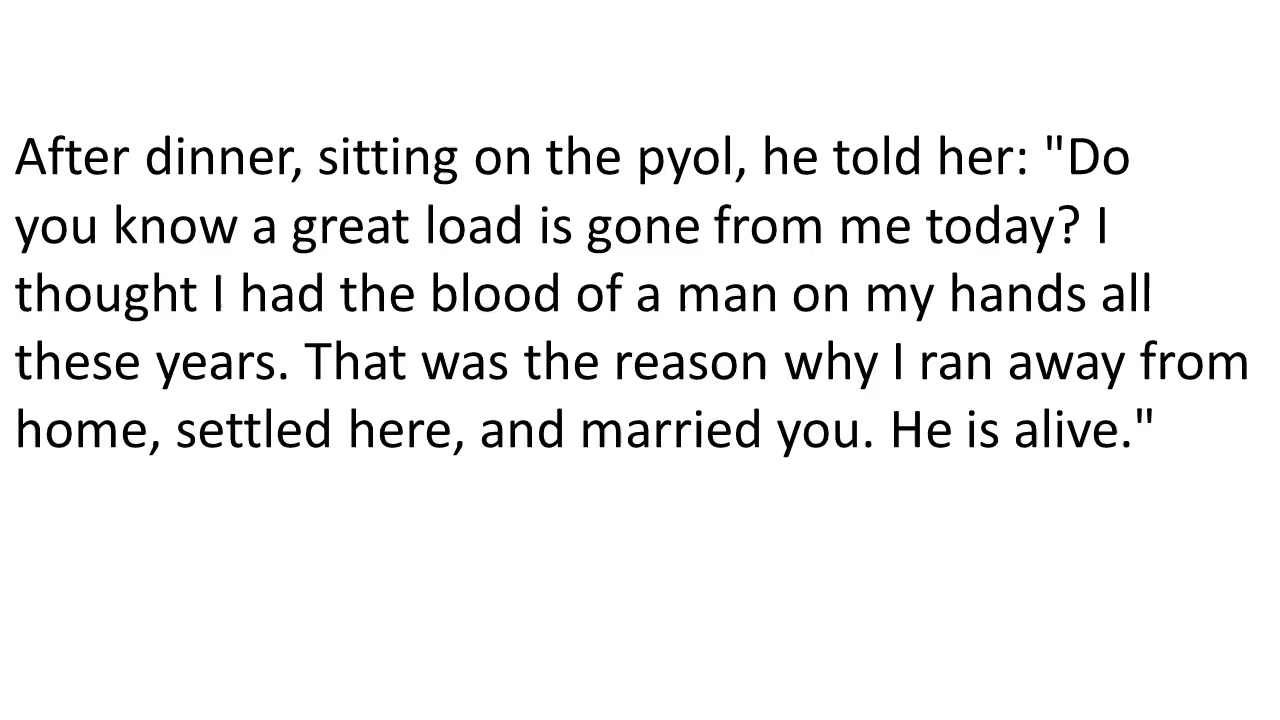 After dinner, sitting on the pyol, he told her: "Do
you know a great load is gone from me today? I
thought I had the blood of a man on my hands all
these years. That was the reason why I ran away from
home, settled here, and married you. He is alive."